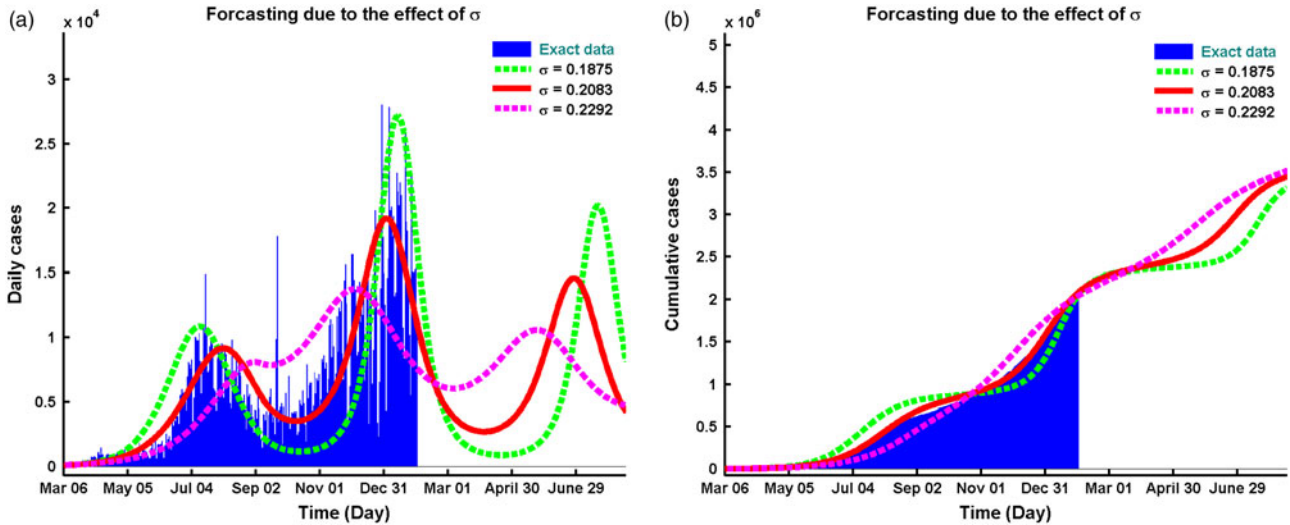 (a)
Forcasting due to the effect of σ
x 10⁴
Exact data
σ = 0.1875
σ = 0.2083
σ = 0.2292
3
2.5
2
1.5
1
0.5
0
Daily cases
Mar 06 May 05 Jul 04 Sep 02 Nov 01 Dec 31 Mar 01 April 30 June 29
Time (Day)
(b)
Forcasting due to the effect of σ
x 10⁶
Exact data
σ = 0.1875
σ = 0.2083
σ = 0.2292
5
4.5
4
3.5
3
2.5
2
1.5
1
0.5
0
Cumulative cases
Mar 06 May 05 Jul 04 Sep 02 Nov 01 Dec 31 Mar 01 April 30 June 29
Time (Day)